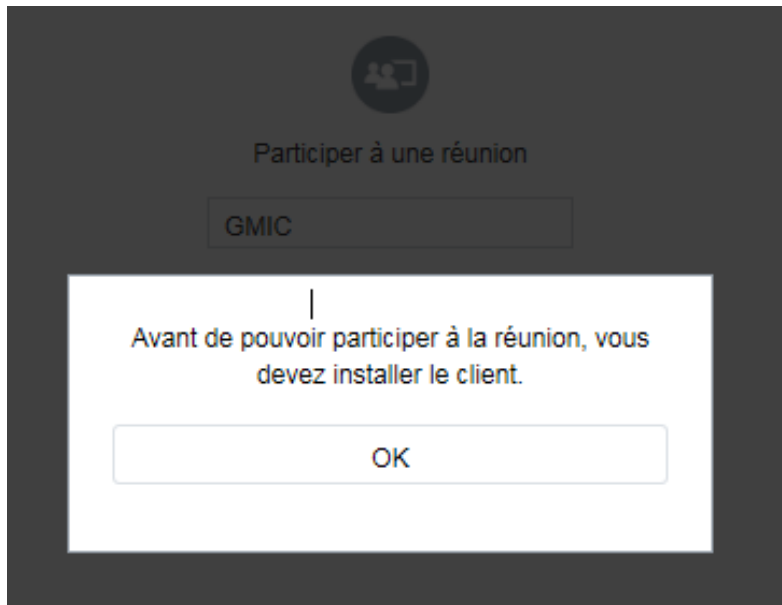 Participer à une réunion
GMIC
Avant de pouvoir participer à la réunion, vous
devez installer le client.
OK